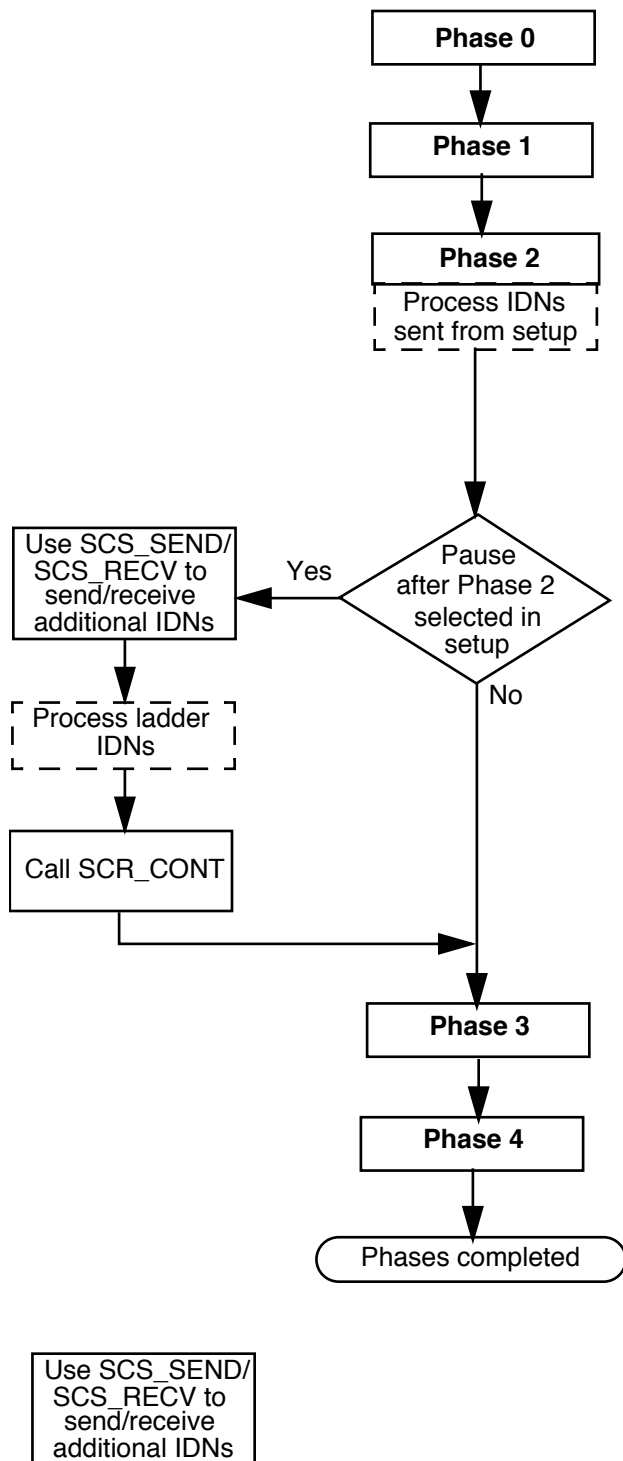 Phase 0
Phase 1
Phase 2
Process IDNs
sent from setup
Pause
after Phase 2
selected in
setup
Yes
No
Use SCS_SEND/
SCS_RECV to
send/receive
additional IDNs
Process ladder
IDNs
Call SCR_CONT
Phase 3
Phase 4
Phases completed
Use SCS_SEND/
SCS_RECV to
send/receive
additional IDNs